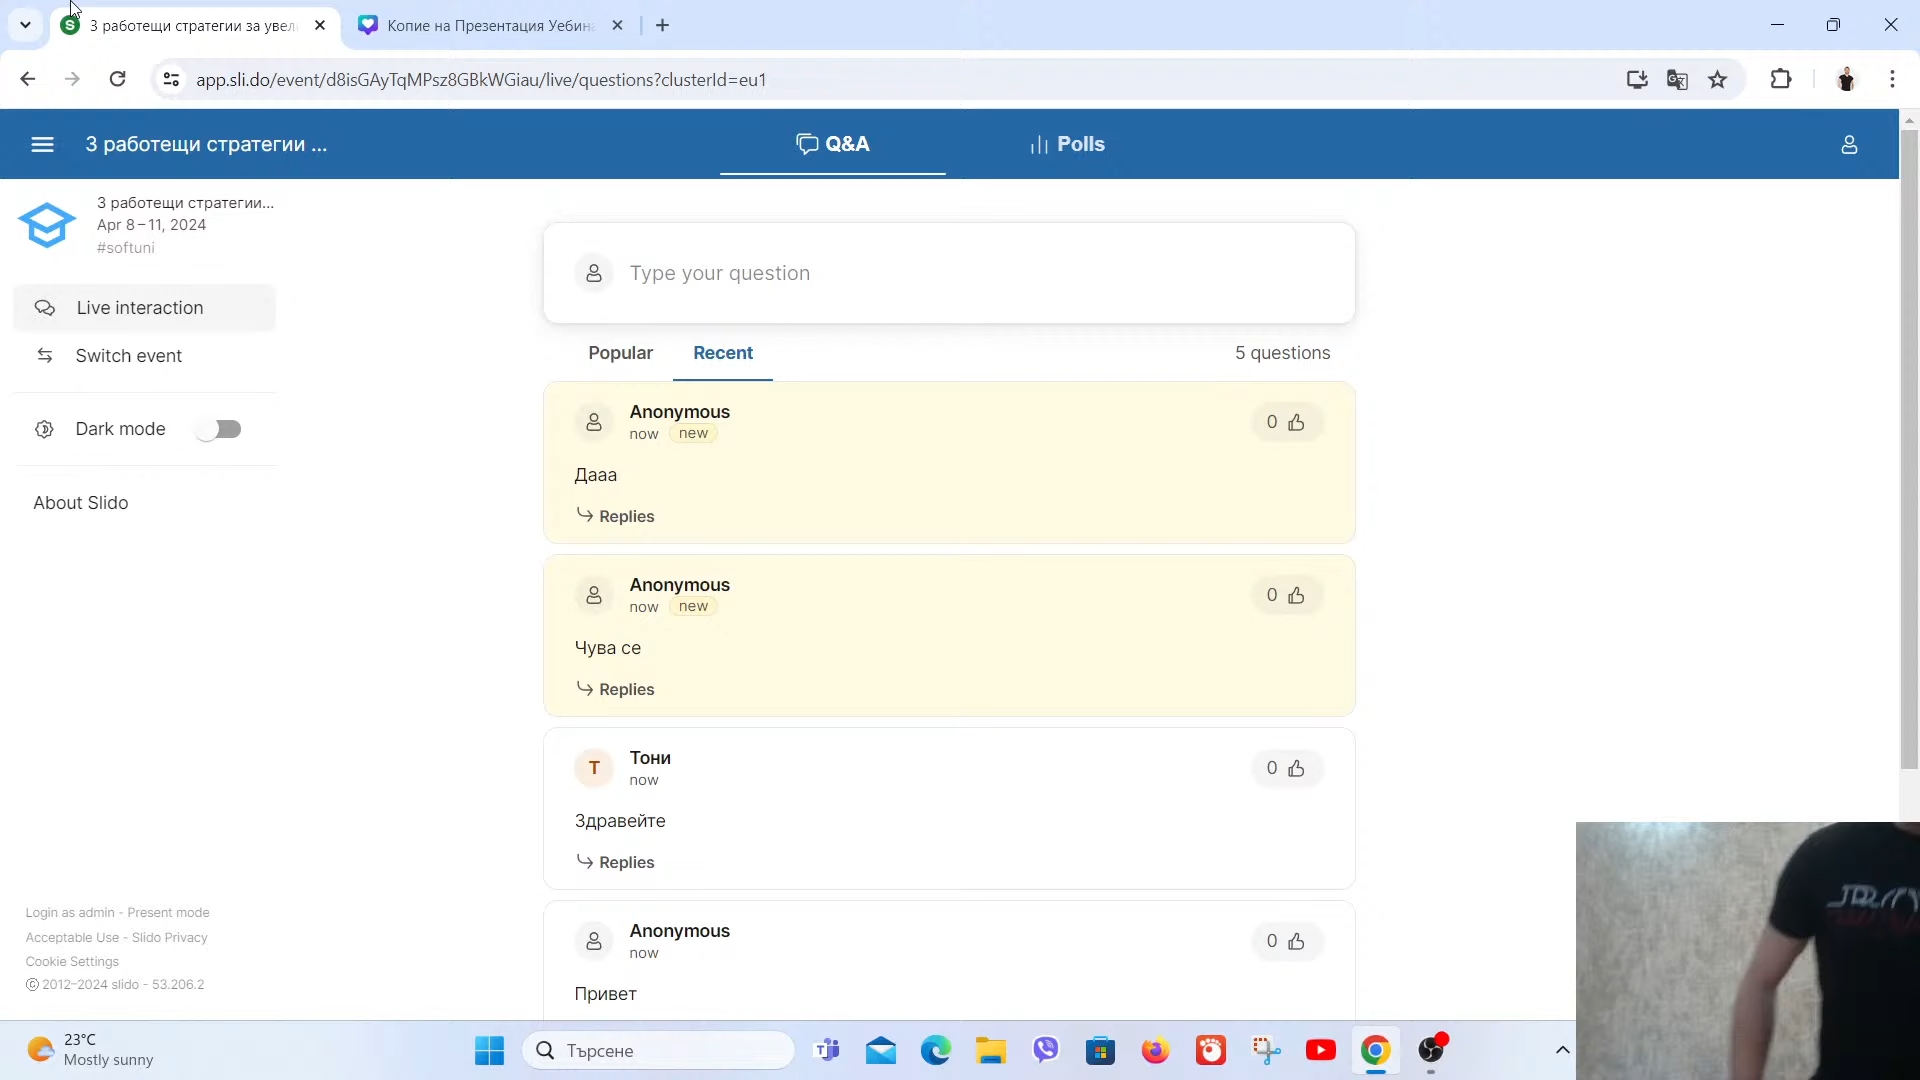 3 работещи стратегии за увел
Копие на Презентация Уебина
app.sli.do/event/d8isGAyTqMPsz8GBkWGiau/live/questions?clusterId=eu1
3 работещи стратегии ...
Q&A
Polls
3 работещи стратегии...
Apr 8–11, 2024
#softuni
Live interaction
Switch event
Dark mode
About Slido
Type your question
Popular
Recent
5 questions
Anonymous
now new
0
Дааа
Replies
Anonymous
now new
0
Чува се
Replies
T
Тони
now
0
Здравейте
Replies
Anonymous
now
0
Привет
Login as admin - Present mode
Acceptable Use - Slido Privacy
Cookie Settings
© 2012–2024 slido - 53.206.2
23°C
Mostly sunny
Търсене